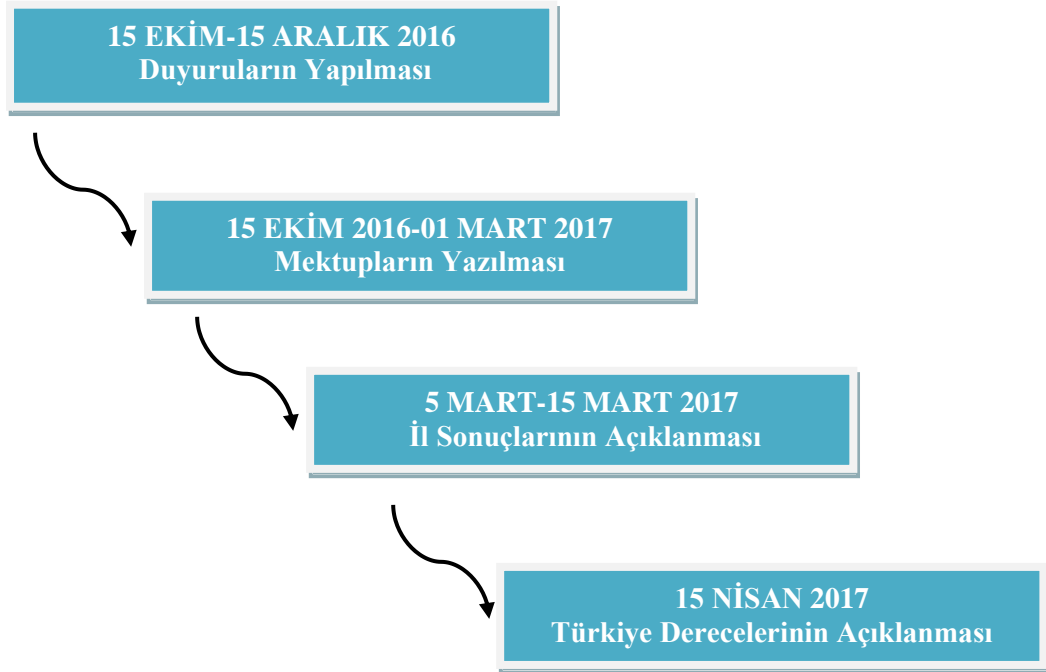 15 EKİM-15 ARALIK 2016
Duyuruların Yapılması
15 EKİM 2016-01 MART 2017
Mektupların Yazılması
5 MART-15 MART 2017
İl Sonuçlarının Açıklanması
15 NİSAN 2017
Türkiye Derecelerinin Açıklanması